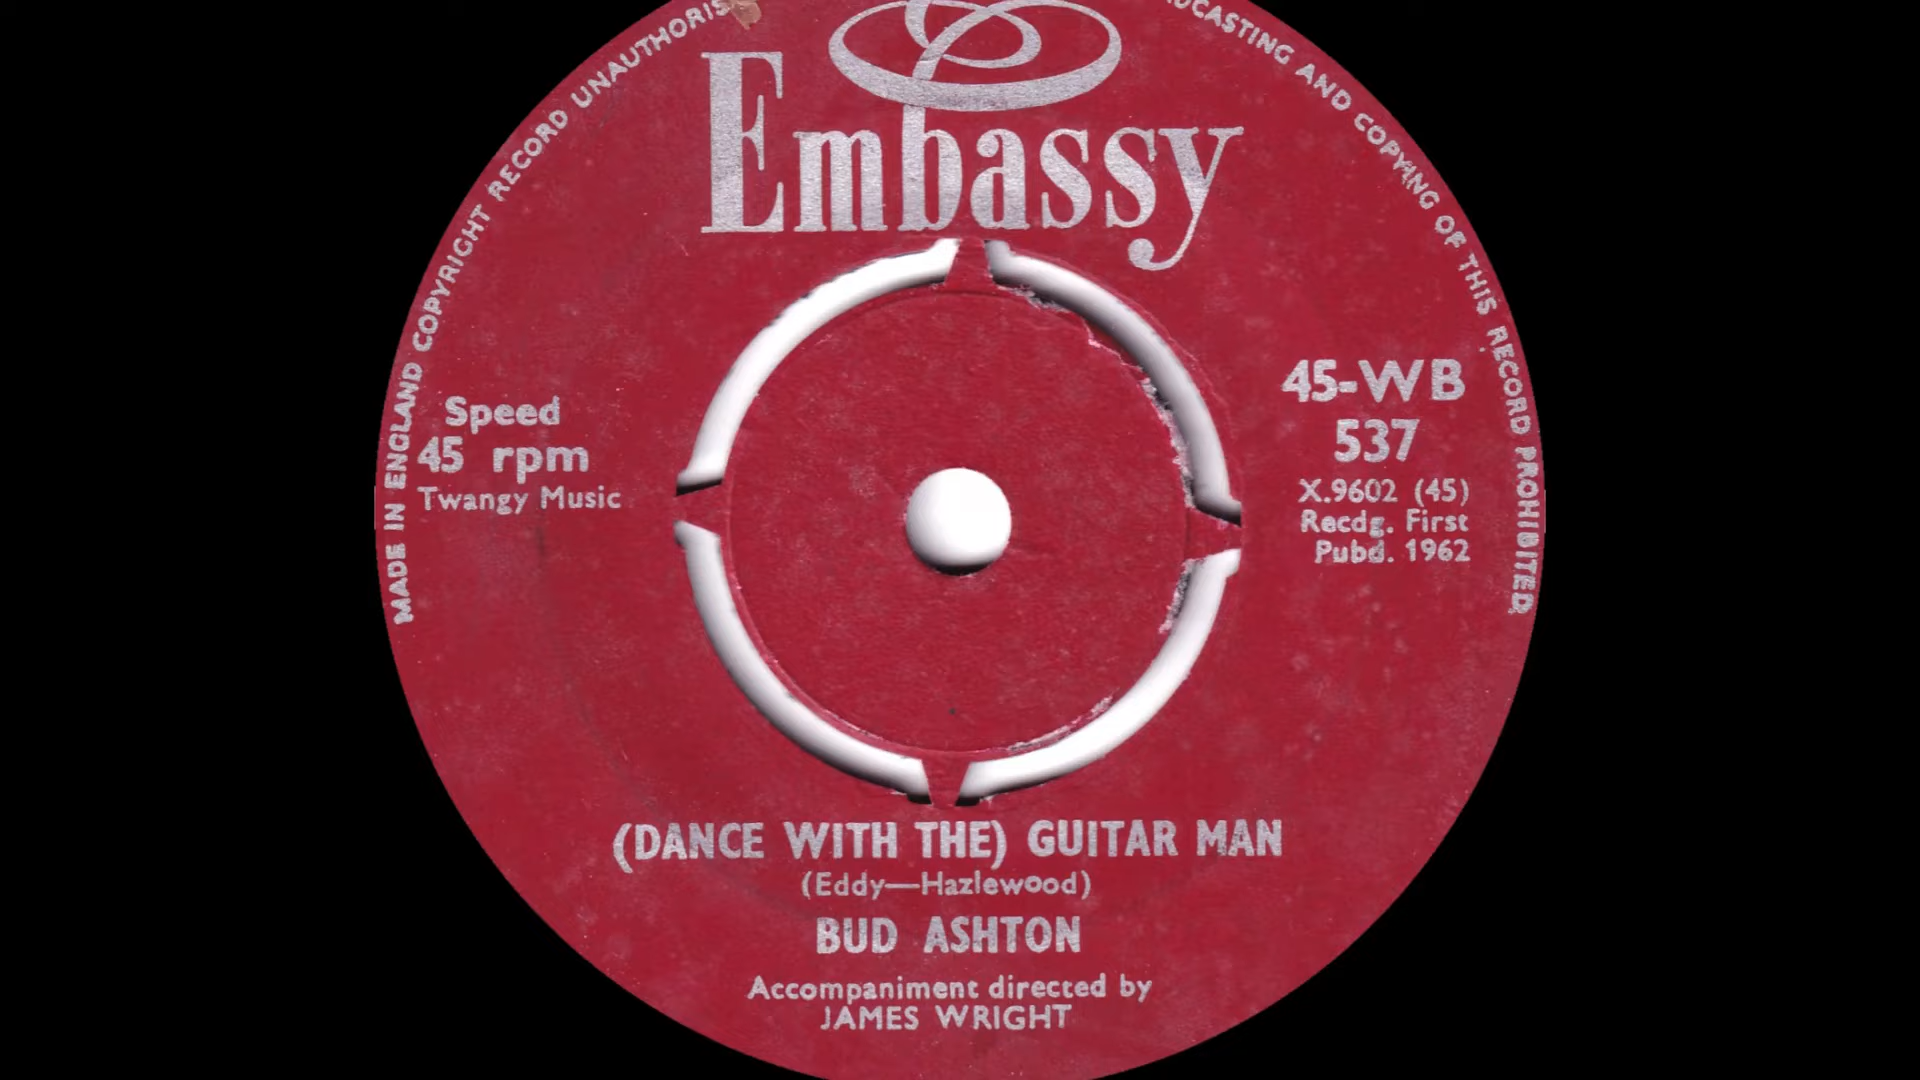 MADE IN ENGLAND COPYRIGHT RECORD UNAUTHORIS
CASTING AND COPYING OF THIS RECORD PROHIBITED.
Embassy
Speed
45 rpm
Twangy Music
45-WB
537
X.9602 (45)
Recdg. First
Pubd. 1962
(DANCE WITH THE) GUITAR MAN
(Eddy—Hazlewood)
BUD ASHTON
Accompaniment directed by
JAMES WRIGHT